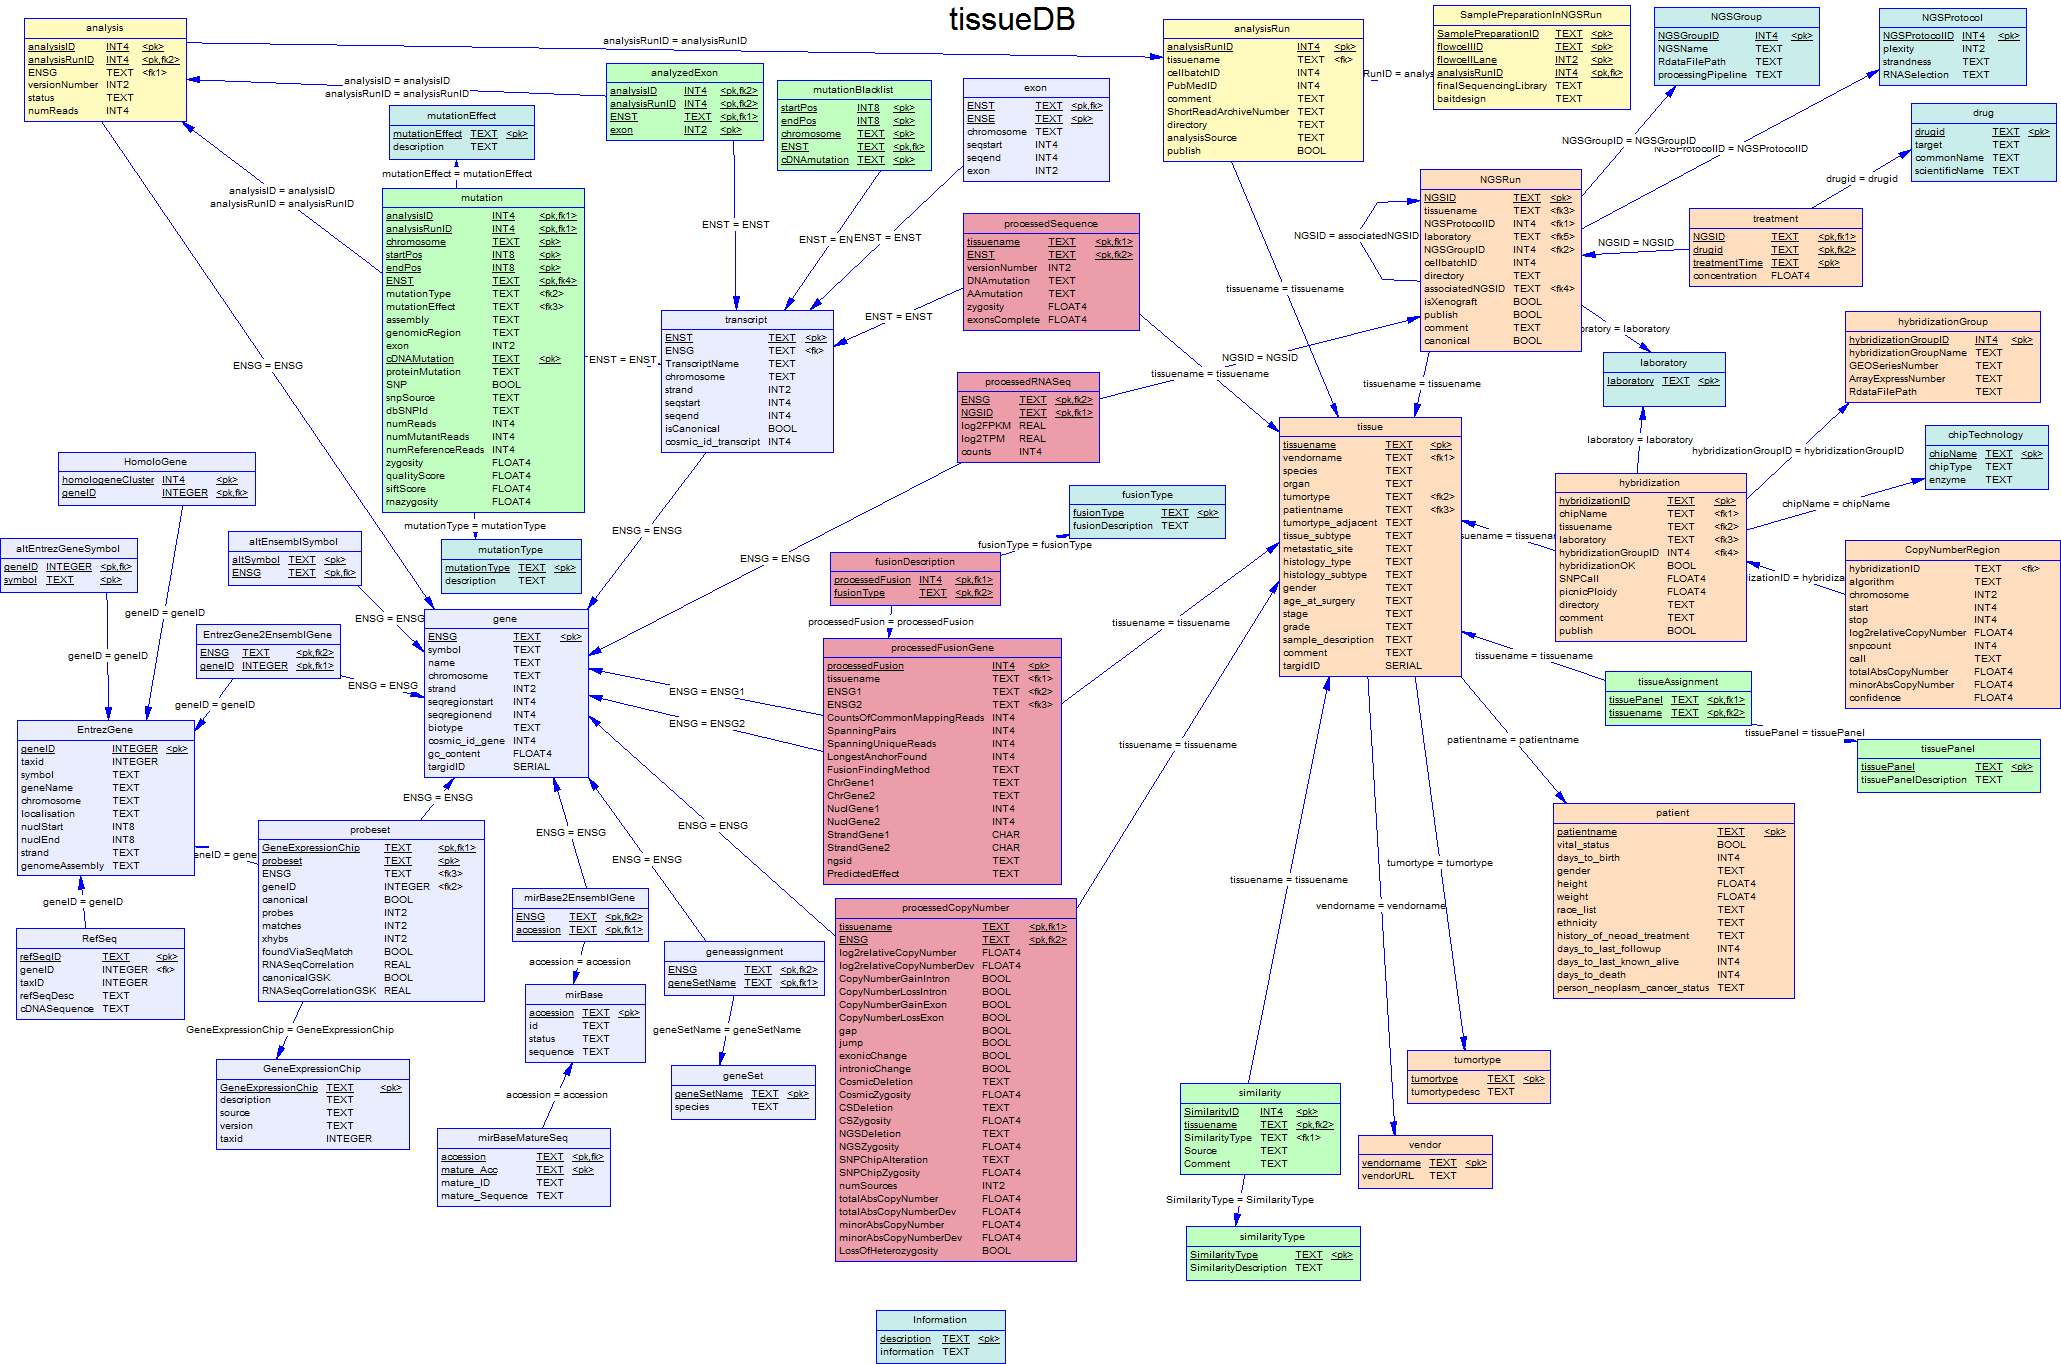 tissueDB
analysis
analysisID INT4 <pk>
analysisRunID INT4 <pk,fk2>
ENSG TEXT <fk1>
versionNumber INT2
status TEXT
numReads INT4
analysisRunID = analysisRunID
analysisID = analysisID
analysisRunID = analysisRunID
analyzedExon
analysisID INT4 <pk,fk2>
analysisRunID INT4 <pk,fk2>
ENST TEXT <pk,fk1>
exon INT2 <pk>
mutationBlacklist
startPos INT8 <pk>
endPos INT8 <pk>
chromosome TEXT <pk>
ENST TEXT <pk,fk>
cDNAmutation TEXT <pk>
exon
ENST TEXT <pk,fk>
ENSE TEXT <pk>
chromosome TEXT
seqstart INT4
seqend INT4
exon INT2
analysisRun
analysisRunID INT4 <pk>
tissuename TEXT <fk>
cellbatchID INT4
PubMedID INT4
comment TEXT
ShortReadArchiveNumber TEXT
directory TEXT
analysisSource TEXT
publish BOOL
RunID = analys
SamplePreparationInNGSRun
SamplePreparationID TEXT <pk>
flowcellID TEXT <pk>
flowcellLane INT2 <pk>
analysisRunID INT4 <pk,fk>
finalSequencingLibrary TEXT
baitdesign TEXT
NGSGroup
NGSGroupID INT4 <pk>
NGSName TEXT
RdataFilePath TEXT
processingPipeline TEXT
NGSProtocol
NGSProtocolID INT4 <pk>
plexity INT2
strandness TEXT
RNASelection TEXT
drug
drugid TEXT <pk>
target TEXT
commonName TEXT
scientificName TEXT
NGSGroupID = NGSGroupID
NGSProtocolID = NGSProtocolID
drugid = drugid
mutationEffect
mutationEffect TEXT <pk>
description TEXT
mutationEffect = mutationEffect
analysisID = analysisID
analysisRunID = analysisRunID
mutation
analysisID INT4 <pk,fk1>
analysisRunID INT4 <pk,fk1>
chromosome TEXT <pk>
startPos INT8 <pk>
endPos INT8 <pk>
ENST TEXT <pk,fk4>
mutationType TEXT <fk2>
mutationEffect TEXT <fk3>
assembly TEXT
genomicRegion TEXT
exon INT2
cDNAMutation TEXT <pk>
proteinMutation TEXT
SNP BOOL
snpSource TEXT
dbSNPId TEXT
numReads INT4
numMutantReads INT4
numReferenceReads INT4
zygosity FLOAT4
qualityScore FLOAT4
siftScore FLOAT4
rnazygosity FLOAT4
ENST = ENST
ENST = EN
ENST = ENST
ENST = ENST
ENST = ENST
processedSequence
tissuename TEXT <pk,fk1>
ENST TEXT <pk,fk2>
versionNumber INT2
DNAmutation TEXT
AAmutation TEXT
zygosity FLOAT4
exonsComplete FLOAT4
transcript
ENST TEXT <pk>
ENSG TEXT <fk>
TranscriptName TEXT
chromosome TEXT
strand INT2
seqstart INT4
seqend INT4
isCanonical BOOL
cosmic_id_transcript INT4
tissuename = tissuename
NGSID = associatedNGSID
NGSRun
NGSID TEXT <pk>
tissuename TEXT <fk3>
NGSProtocolID INT4 <fk1>
laboratory TEXT <fk5>
NGSGroupID INT4 <fk2>
cellbatchID INT4
directory TEXT
associatedNGSID TEXT <fk4>
isXenograft BOOL
publish BOOL
comment TEXT
canonical BOOL
treatment
NGSID TEXT <pk,fk1>
drugid TEXT <pk,fk2>
treatmentTime TEXT <pk>
concentration FLOAT4
NGSID = NGSID
oratory = laboratory
laboratory
laboratory TEXT <pk>
laboratory = laboratory
hybridizationGroup
hybridizationGroupID INT4 <pk>
hybridizationGroupName TEXT
GEOSeriesNumber TEXT
ArrayExpressNumber TEXT
RdataFilePath TEXT
hybridizationGroupID = hybridizationGroupID
chipTechnology
chipName TEXT <pk>
chipType TEXT
enzyme TEXT
chipName = chipName
processedRNASeq
ENSG TEXT <pk,fk2>
NGSID TEXT <pk,fk1>
log2FPKM REAL
log2TPM REAL
counts INT4
NGSID = NGSID
tissuename = tissuename
tissuename = tissuename
tissue
tissuename TEXT <pk>
vendorname TEXT <fk1>
species TEXT
organ TEXT
tumortype TEXT <fk2>
patientname TEXT <fk3>
tumortype_adjacent TEXT
tissue_subtype TEXT
metastatic_site TEXT
histology_type TEXT
histology_subtype TEXT
gender TEXT
age_at_surgery TEXT
stage TEXT
grade TEXT
sample_description TEXT
comment TEXT
targidID SERIAL
hybridization
hybridizationID TEXT <pk>
chipName TEXT <fk1>
tissuename TEXT <fk2>
laboratory TEXT <fk3>
hybridizationGroupID INT4 <fk4>
hybridizationOK BOOL
SNPCall FLOAT4
picnicPloidy FLOAT4
directory TEXT
comment TEXT
publish BOOL
suename = tissuena
izationID = hybridiza
CopyNumberRegion
hybridizationID TEXT <fk>
algorithm TEXT
chromosome INT2
start INT4
stop INT4
log2relativeCopyNumber FLOAT4
snpcount INT4
call TEXT
totalAbsCopyNumber FLOAT4
minorAbsCopyNumber FLOAT4
confidence FLOAT4
ENSG = ENSG
HomoloGene
homologeneCluster INT4 <pk>
geneID INTEGER <pk,fk>
altEntrezGeneSymbol
geneID INTEGER <pk,fk>
symbol TEXT <pk>
altEnsemblSymbol
altSymbol TEXT <pk>
ENSG TEXT <pk,fk>
mutationType = mutationType
mutationType
mutationType TEXT <pk>
description TEXT
ENSG = ENSG
ENSG = ENSG
fusionType
fusionType TEXT <pk>
fusionDescription TEXT
fusionType = fusionType
fusionDescription
processedFusion INT4 <pk,fk1>
fusionType TEXT <pk,fk2>
processedFusion = processedFusion
geneID = geneID
ENSG = ENSG
EntrezGene2EnsemblGene
ENSG TEXT <pk,fk2>
geneID INTEGER <pk,fk1>
geneID = geneID
ENSG = ENSG
geneID = geneID
gene
ENSG TEXT <pk>
symbol TEXT
name TEXT
chromosome TEXT
strand INT2
seqregionstart INT4
seqregionend INT4
biotype TEXT
cosmic_id_gene INT4
gc_content FLOAT4
targidID SERIAL
ENSG = ENSG1
ENSG = ENSG2
processedFusionGene
processedFusion INT4 <pk>
tissuename TEXT <fk1>
ENSG1 TEXT <fk2>
ENSG2 TEXT <fk3>
CountsOfCommonMappingReads INT4
SpanningPairs INT4
SpanningUniqueReads INT4
LongestAnchorFound INT4
FusionFindingMethod TEXT
ChrGene1 TEXT
ChrGene2 TEXT
NuclGene1 INT4
NuclGene2 INT4
StrandGene1 CHAR
StrandGene2 CHAR
ngsid TEXT
PredictedEffect TEXT
tissuename = tissuename
tissuename = tissuename
tissuename = tissuename
tissueAssignment
tissuePanel TEXT <pk,fk1>
tissuename TEXT <pk,fk2>
tissuePanel = tissuePanel
tissuePanel
tissuePanel TEXT <pk>
tissuePanelDescription TEXT
patientname = patientname
patient
patientname TEXT <pk>
vital_status BOOL
days_to_birth INT4
gender TEXT
height FLOAT4
weight FLOAT4
race_list TEXT
ethnicity TEXT
history_of_neoad_treatment TEXT
days_to_last_followup INT4
days_to_last_known_alive INT4
days_to_death INT4
person_neoplasm_cancer_status TEXT
EntrezGene
geneID INTEGER <pk>
taxid INTEGER
symbol TEXT
geneName TEXT
chromosome TEXT
localisation TEXT
nuclStart INT8
nuclEnd INT8
strand TEXT
genomeAssembly TEXT
ENSG = ENSG
eneID = gene
probeset
GeneExpressionChip TEXT <pk,fk1>
probeset TEXT <pk>
ENSG TEXT <fk3>
geneID INTEGER <fk2>
canonical BOOL
probes INT2
matches INT2
xhybs INT2
foundViaSeqMatch BOOL
RNASeqCorrelation REAL
canonicalGSK BOOL
RNASeqCorrelationGSK REAL
ENSG = ENSG
ENSG = ENSG
ENSG = ENSG
geneID = geneID
RefSeq
refSeqID TEXT <pk>
geneID INTEGER <fk>
taxID INTEGER
refSeqDesc TEXT
cDNASequence TEXT
GeneExpressionChip = GeneExpressionChip
GeneExpressionChip
GeneExpressionChip TEXT <pk>
description TEXT
source TEXT
version TEXT
taxid INTEGER
mirBase2EnsemblGene
ENSG TEXT <pk,fk2>
accession TEXT <pk,fk1>
accession = accession
mirBase
accession TEXT <pk>
id TEXT
status TEXT
sequence TEXT
accession = accession
mirBaseMatureSeq
accession TEXT <pk,fk>
mature_Acc TEXT <pk>
mature_ID TEXT
mature_Sequence TEXT
geneassignment
ENSG TEXT <pk,fk2>
geneSetName TEXT <pk,fk1>
geneSetName = geneSetName
geneSet
geneSetName TEXT <pk>
species TEXT
processedCopyNumber
tissuename TEXT <pk,fk1>
ENSG TEXT <pk,fk2>
log2relativeCopyNumber FLOAT4
log2relativeCopyNumberDev FLOAT4
CopyNumberGainIntron BOOL
CopyNumberLossIntron BOOL
CopyNumberGainExon BOOL
CopyNumberLossExon BOOL
gap BOOL
jump BOOL
exonicChange BOOL
intronicChange BOOL
CosmicDeletion TEXT
CosmicZygosity FLOAT4
CSDeletion TEXT
CSZygosity FLOAT4
NGSDeletion TEXT
NGSZygosity FLOAT4
SNPChipAlteration TEXT
SNPChipZygosity FLOAT4
numSources INT2
totalAbsCopyNumber FLOAT4
totalAbsCopyNumberDev FLOAT4
minorAbsCopyNumber FLOAT4
minorAbsCopyNumberDev FLOAT4
LossOfHeterozygosity BOOL
tumortype = tumortype
tissuename = tissuename
vendorname = vendorname
tumortype
tumortype TEXT <pk>
tumortypedesc TEXT
vendor
vendorname TEXT <pk>
vendorURL TEXT
similarity
SimilarityID INT4 <pk>
tissuename TEXT <pk,fk2>
SimilarityType TEXT <fk1>
Source TEXT
Comment TEXT
SimilarityType = SimilarityType
similarityType
SimilarityType TEXT <pk>
SimilarityDescription TEXT
Information
description TEXT <pk>
information TEXT